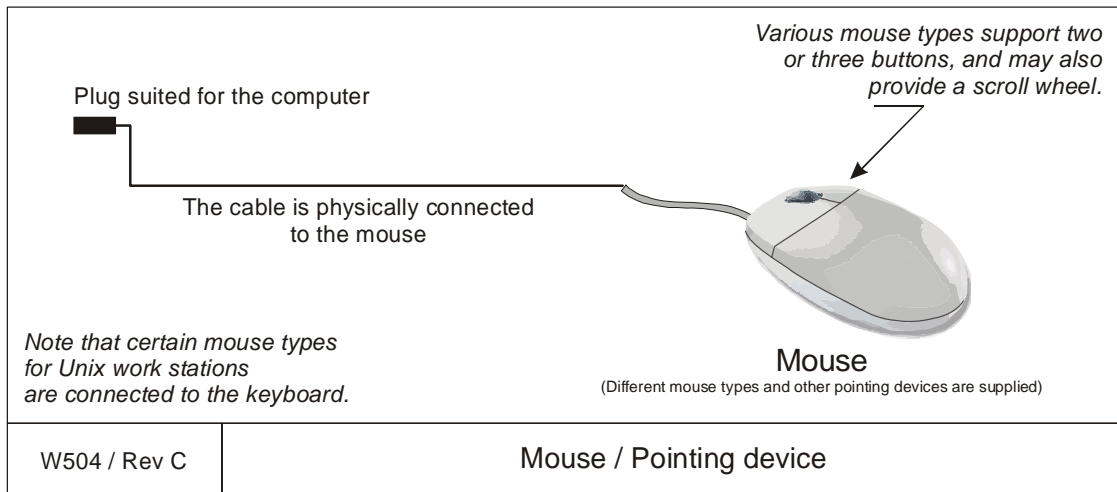 Various mouse types support two
or three buttons, and may also
provide a scroll wheel.
Plug suited for the computer
The cable is physically connected
to the mouse
Note that certain mouse types
for Unix work stations
are connected to the keyboard.
Mouse
(Different mouse types and other pointing devices are supplied)
W504 / Rev C
Mouse / Pointing device